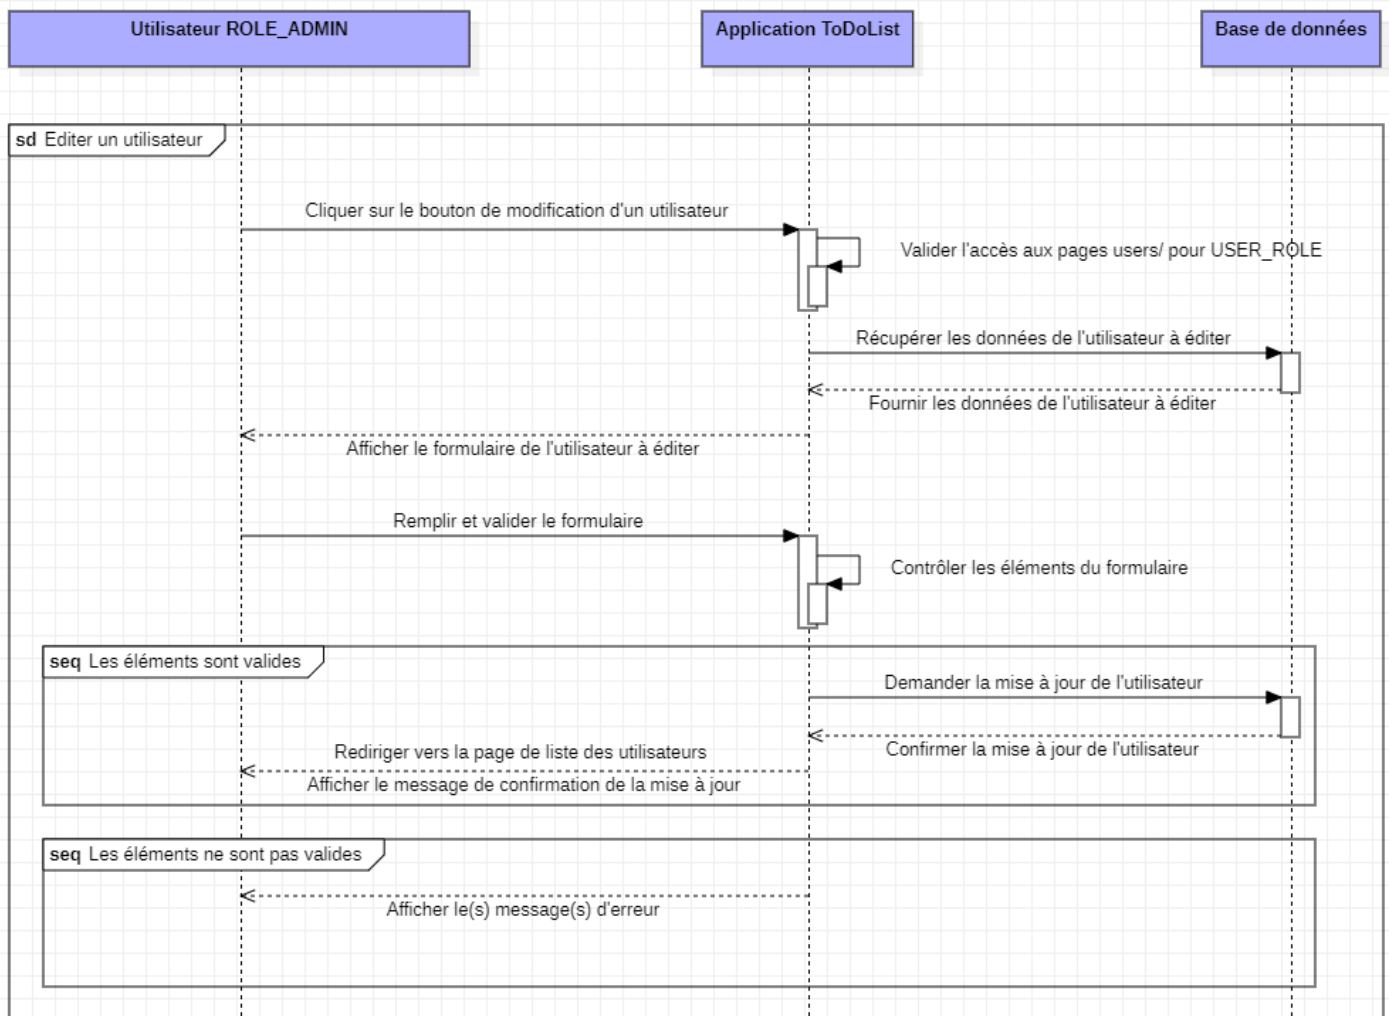 Utilisateur ROLE_ADMIN
Application ToDoList
Base de données
sd Editer un utilisateur
Cliquer sur le bouton de modification d'un utilisateur
Valider l'accès aux pages users/ pour USER_ROLE
Récupérer les données de l'utilisateur à éditer
Fournir les données de l'utilisateur à éditer
Afficher le formulaire de l'utilisateur à éditer
Remplir et valider le formulaire
Contrôler les éléments du formulaire
seq Les éléments sont valides
Demander la mise à jour de l'utilisateur
Confirmer la mise à jour de l'utilisateur
Rediriger vers la page de liste des utilisateurs
Afficher le message de confirmation de la mise à jour
seq Les éléments ne sont pas valides
Afficher le(s) message(s) d'erreur